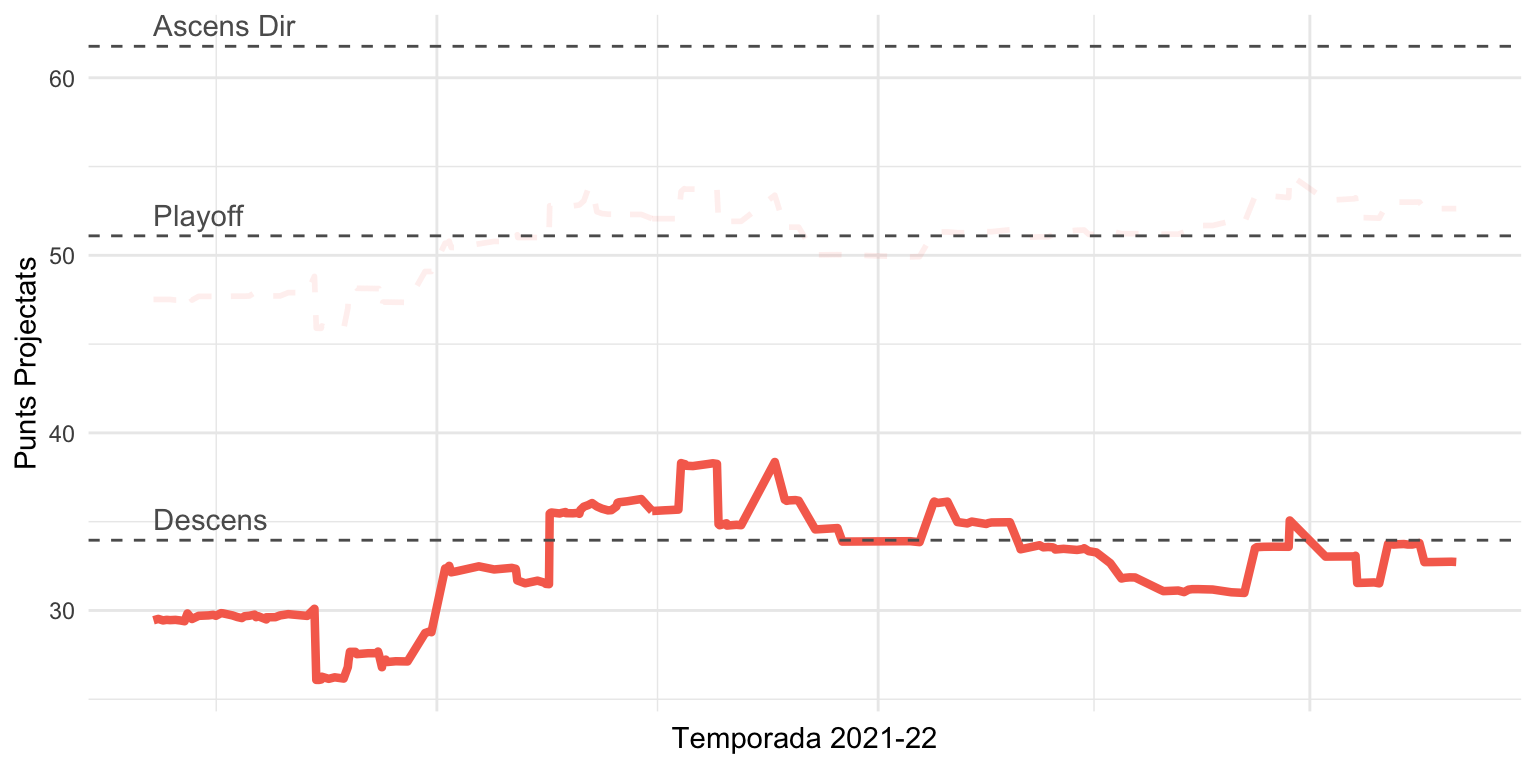 Ascens Dir
60
Playoff
50
Punts Projectats
40
Descens
30
Temporada 2021-22